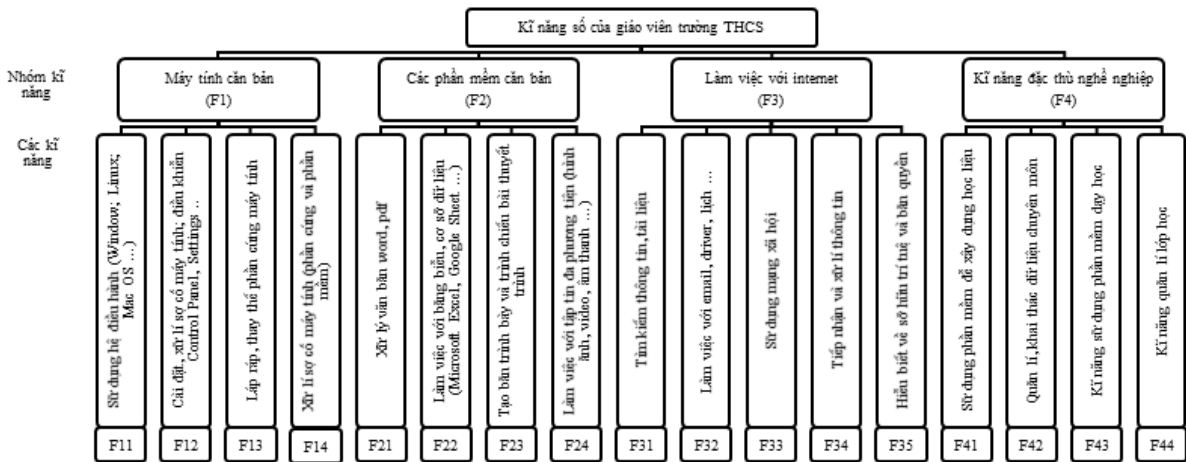 Kĩ năng số của giáo viên trường THCS
Nhóm kĩ
năng
Máy tính căn bản
(F1)
Các phần mềm căn bản
(F2)
Làm việc với internet
(F3)
Kĩ năng đặc thù nghề nghiệp
(F4)
Các kĩ
năng
Sử dụng hệ điều hành (Window; Linux;
Mac OS ...)
Cài đặt, xử lí sợ cố máy tính; điều khiển
Control Panel, Settings ..
Láp ráp, thay thế phần cứng máy tính
Xử lí sợ cố máy tính (phần cứng và phần
mềm)
Xử lý văn bản word, pdf
Làm việc với bảng biểu, cơ sở dữ liệu
(Microsoft Excel, Google Sheet ...)
Tạo bản trình bày và trình chiếu bài thuyết
trình
Làm việc với tập tin đa phương tiện (hình
ảnh, video, âm thanh ...)
Tìm kiếm thông tin, tài liệu
Làm việc với email, driver, lịch ...
Sử dụng mạng xã hội
Tiếp nhận và xử lí thông tin
Hiểu biết về sở hữu trí tuệ và bản quyền
Sử dụng phần mềm để xây dựng học liệu
Quản lí, khai thác dữ liệu chuyên môn
Kĩ năng sử dụng phần mềm dạy học
Kĩ năng quản lí lớp học
F11
F12
F13
F14
F21
F22
F23
F24
F31
F32
F33
F34
F35
F41
F42
F43
F44